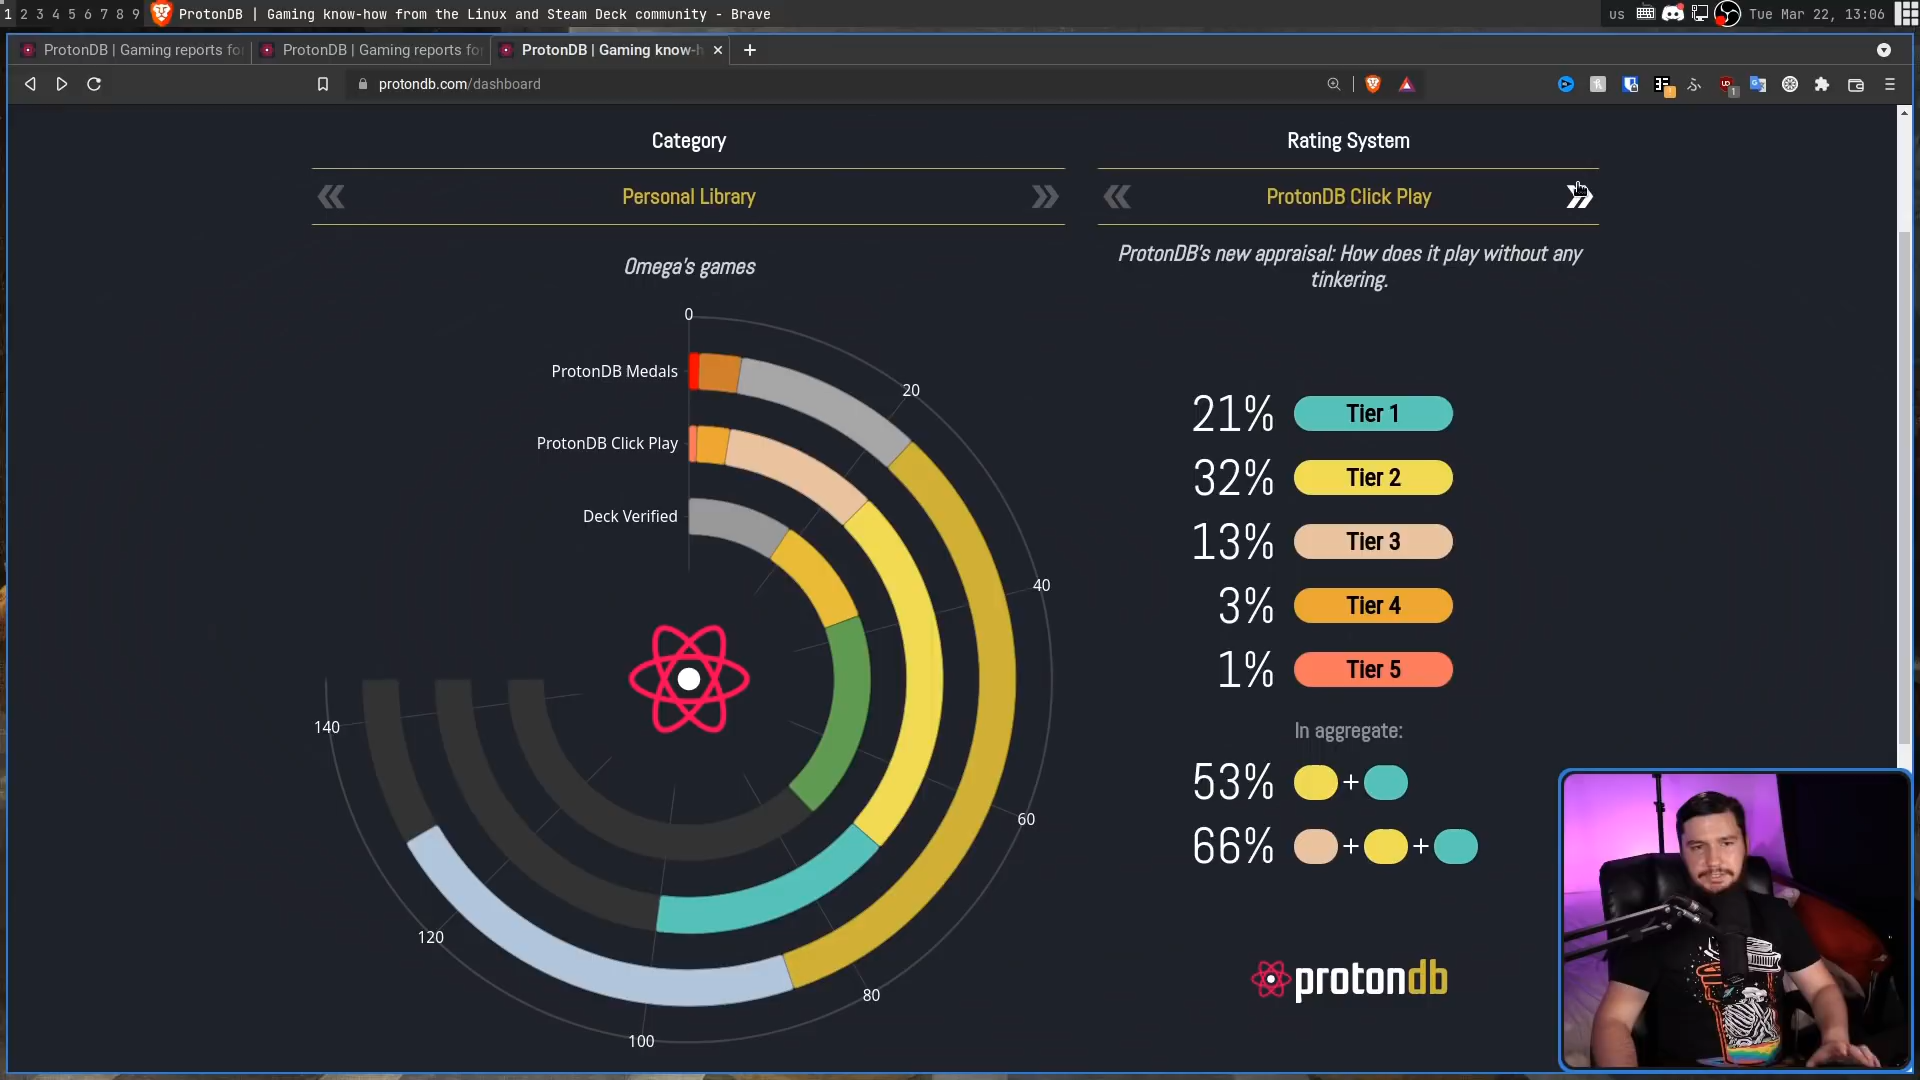 1 2 3 4 5 6 7 8 9 ProtonDB | Gaming know-how from the Linux and Steam Deck community - Brave
us Tue Mar 22, 13:06
ProtonDB | Gaming reports fo
ProtonDB | Gaming reports fo
ProtonDB | Gaming know-h
protondb.com/dashboard
Category
Rating System
Personal Library
ProtonDB Click Play
Omega's games
ProtonDB's new appraisal: How does it play without any
tinkering.
0
20
40
60
80
100
120
140
ProtonDB Medals
ProtonDB Click Play
Deck Verified
21% Tier 1
32% Tier 2
13% Tier 3
3% Tier 4
1% Tier 5
In aggregate:
53% +
66% + +
protondb